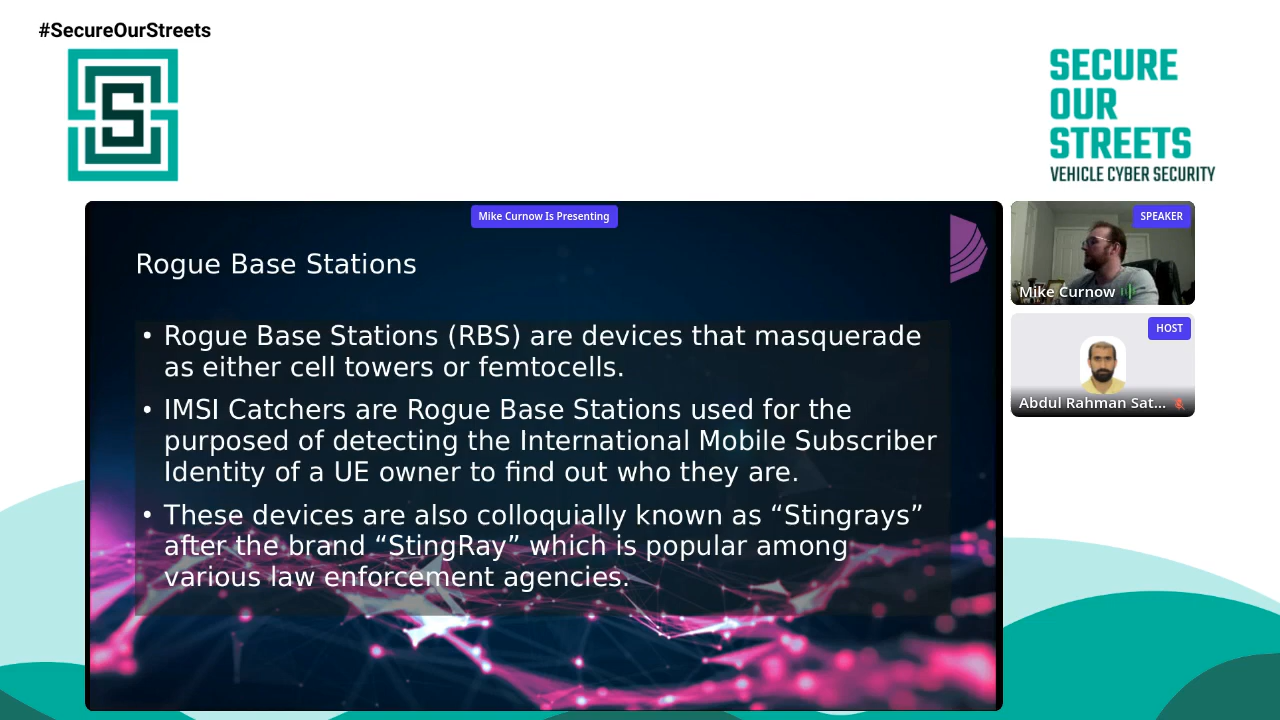 #SecureOurStreets
S
SECURE
OUR
STREETS
VEHICLE CYBER SECURITY
Mike Curnow Is Presenting
SPEAKER
Mike Curnow
HOST
Abdul Rahman Sat...
Rogue Base Stations
• Rogue Base Stations (RBS) are devices that masquerade
as either cell towers or femtocells.
• IMSI Catchers are Rogue Base Stations used for the
purposed of detecting the International Mobile Subscriber
Identity of a UE owner to find out who they are.
• These devices are also colloquially known as “Stingrays”
after the brand “StingRay” which is popular among
various law enforcement agencies.